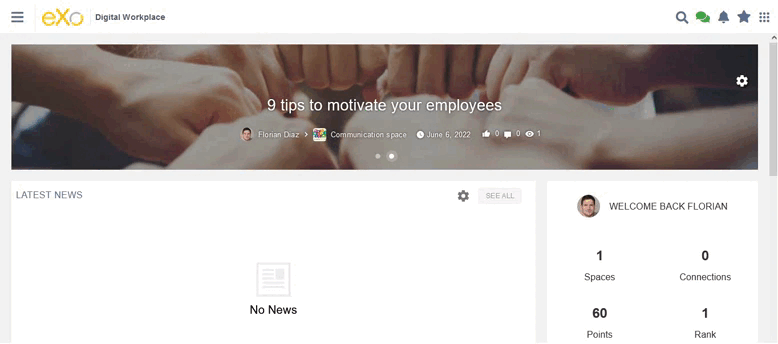 eXo
Digital Workplace
9 tips to motivate your employees
Florian Diaz > Communication space June 6, 2022 0 0 1
LATEST NEWS
SEE ALL
No News
WELCOME BACK FLORIAN
1 0
Spaces Connections
60 1
Points Rank